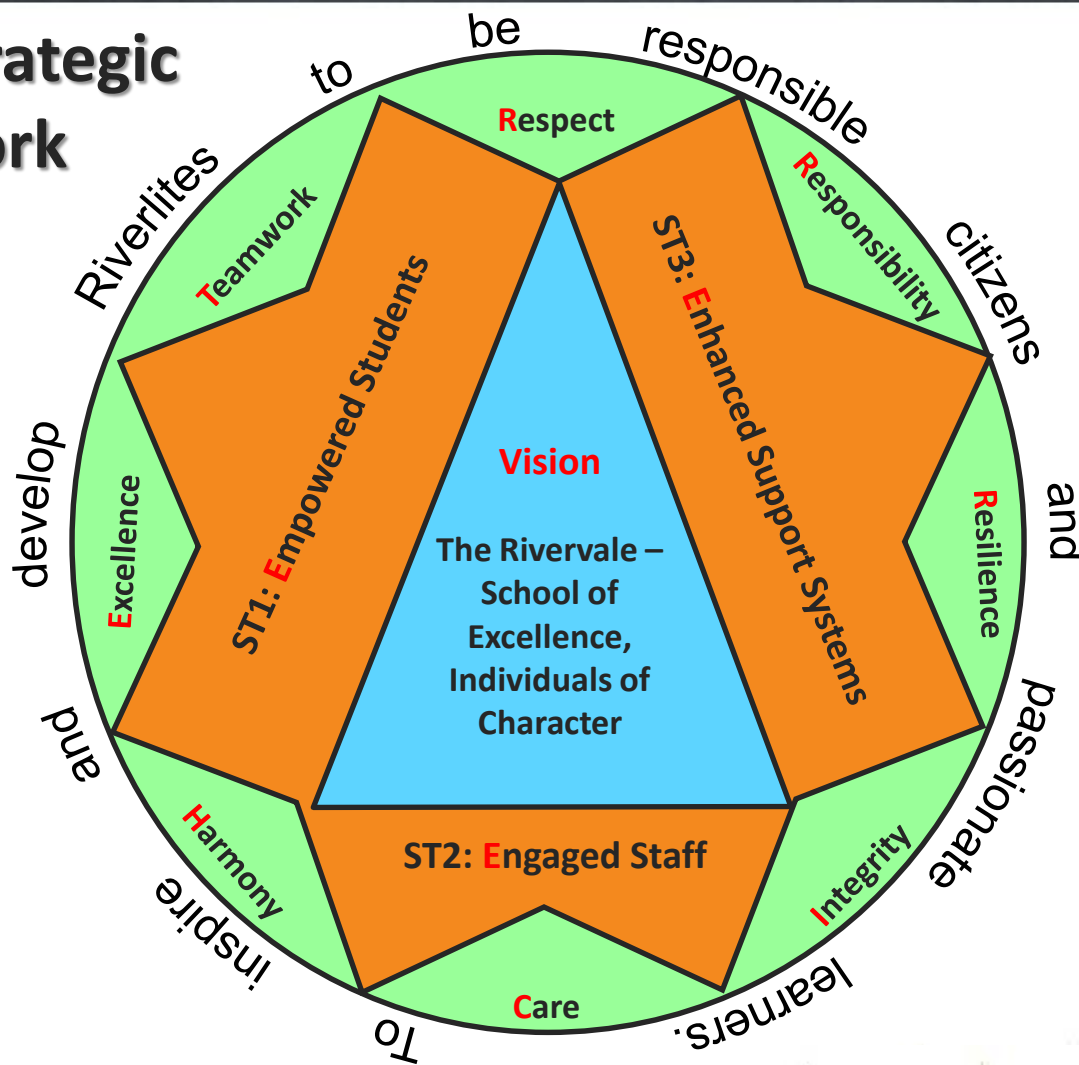 rategic
ork
To inspire and develop Riverlites to be responsible citizens and passionate learners.
Respect
Responsibility
Resilience
Integrity
Care
Harmony
Excellence
Teamwork
ST1: Empowered Students
ST3: Enhanced Support Systems
ST2: Engaged Staff
Vision
The Rivervale –
School of
Excellence,
Individuals of
Character